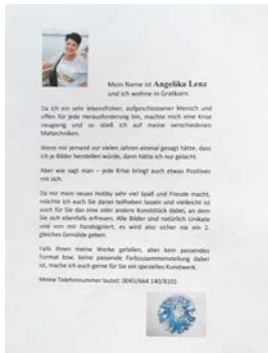 Mein Name ist Angelika Lenz
und ich wohne in Gratkorn.
Da ich ein sehr lebensfroher, aufgeschlossener Mensch und
offen für jede Herausforderung bin, machte mich eine Krise
neugierig und so stieß ich auf meine verschiedenen
Maltechniken.
Wenn mir jemand vor vielen Jahren einmal gesagt hätte, dass
ich je Bilder herstellen würde, dann hätte ich nur gelacht.
Aber wie sagt man – jede Krise bringt auch etwas Positives
mit sich.
Da mir mein neues Hobby sehr viel Spaß und Freude macht,
möchte ich auch Sie daran teilhaben lassen und vielleicht ist
auch für Sie das eine oder andere Kunststück dabei, an dem
Sie sich ebenfalls erfreuen. Alle Bilder sind natürlich Unikate
und von mir handsigniert, es wird also sicher nie ein 2.
gleiches Gemälde geben.
Falls Ihnen meine Werke gefallen, aber kein passendes
Format bzw. keine passende Farbzusammenstellung dabei
ist, mache ich auch gerne für Sie ein spezielles Kunstwerk.
Meine Telefonnummer lautet: 0043/664 140/8101